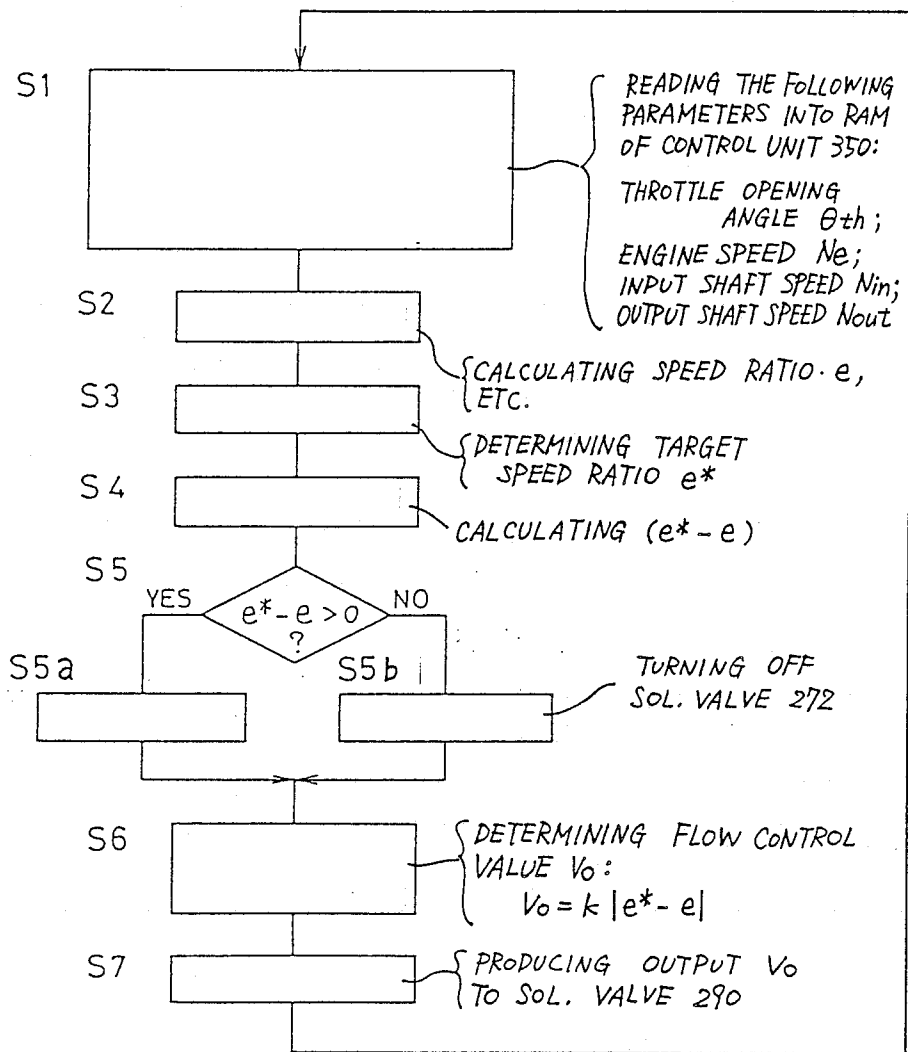 S1
READING THE FOLLOWING
PARAMETERS INTO RAM
OF CONTROL UNIT 350:
THROTTLE OPENING
ANGLE θth;
ENGINE SPEED Ne;
INPUT SHAFT SPEED Nin;
OUTPUT SHAFT SPEED Nout
S2
CALCULATING SPEED RATIO· e,
ETC.
S3
DETERMINING TARGET
SPEED RATIO e*
S4
CALCULATING (e* - e)
S5
YES
e* - e > 0
?
NO
S5a
S5b
TURNING OFF
SOL. VALVE 272
S6
DETERMINING FLOW CONTROL
VALUE Vo:
Vo = k |e* - e|
S7
PRODUCING OUTPUT Vo
TO SOL. VALVE 290